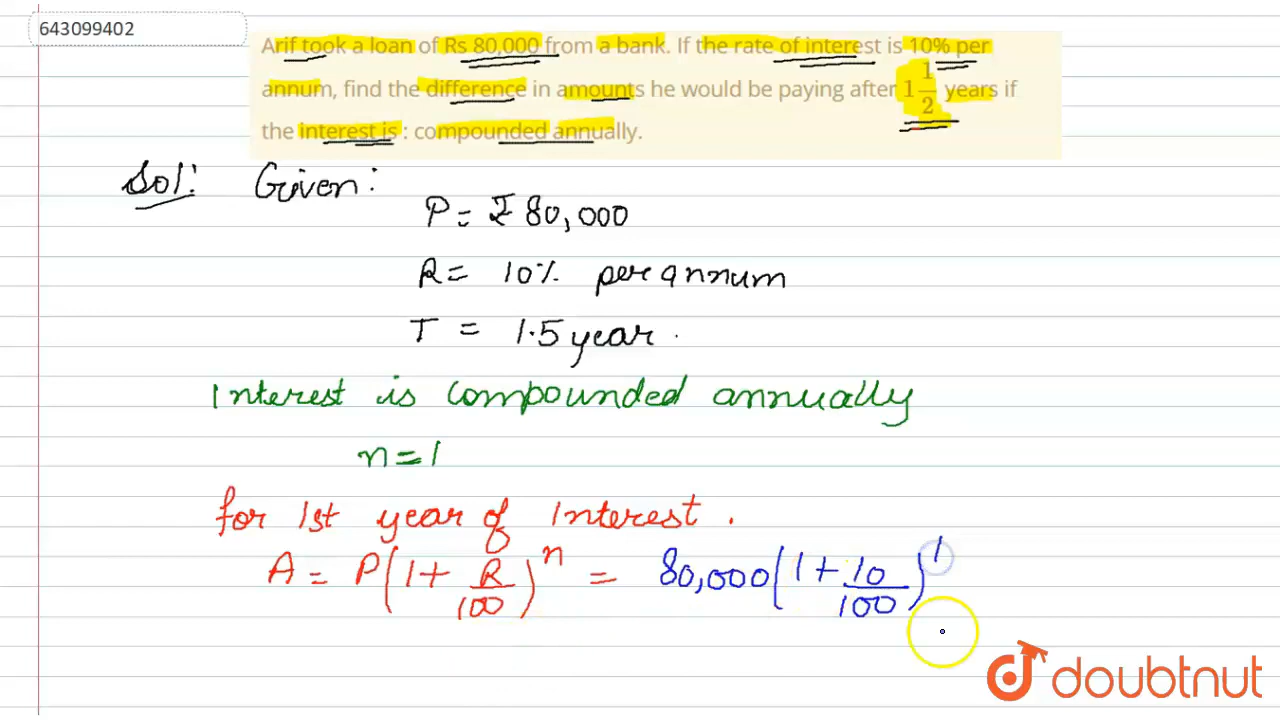 643099402
Arif took a loan of Rs 80,000 from a bank. If the rate of interest is 10% per
annum, find the difference in amounts he would be paying after 1 1/2 years if
the interest is : compounded annually.
Sol: Given:
P = ₹ 80,000
R = 10% per annum
T = 1.5 year.
Interest is compounded annually
n=1
for 1st year of Interest.
A = P(1+ R/100)^n = 80,000(1+10/100)^1
doubtnut